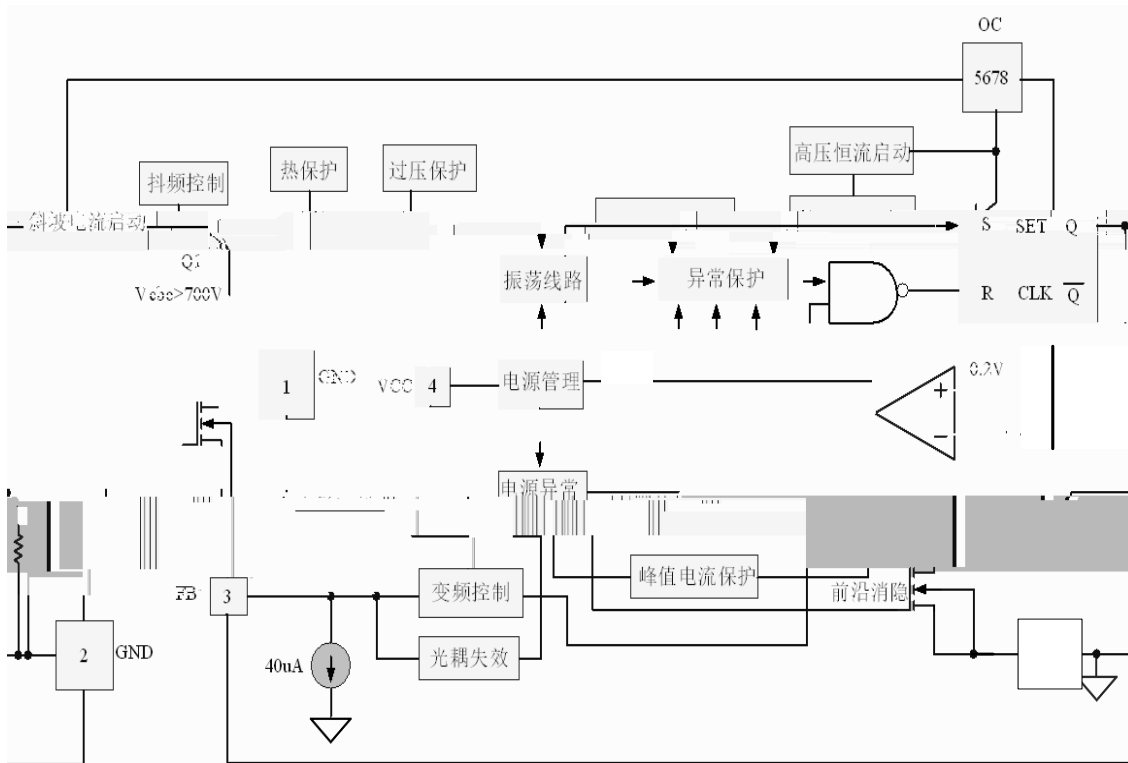 OC
5678
高压恒流启动
热保护
过压保护
抖频控制
斜坡电流启动
S SET Q
Q1
振荡线路
异常保护
R CLK Q
1
GND
VCC
4
电源管理
0.2V
+
−
电源异常
峰值电流保护
FB
3
变频控制
前沿消隐
2
GND
40uA
光耦失效